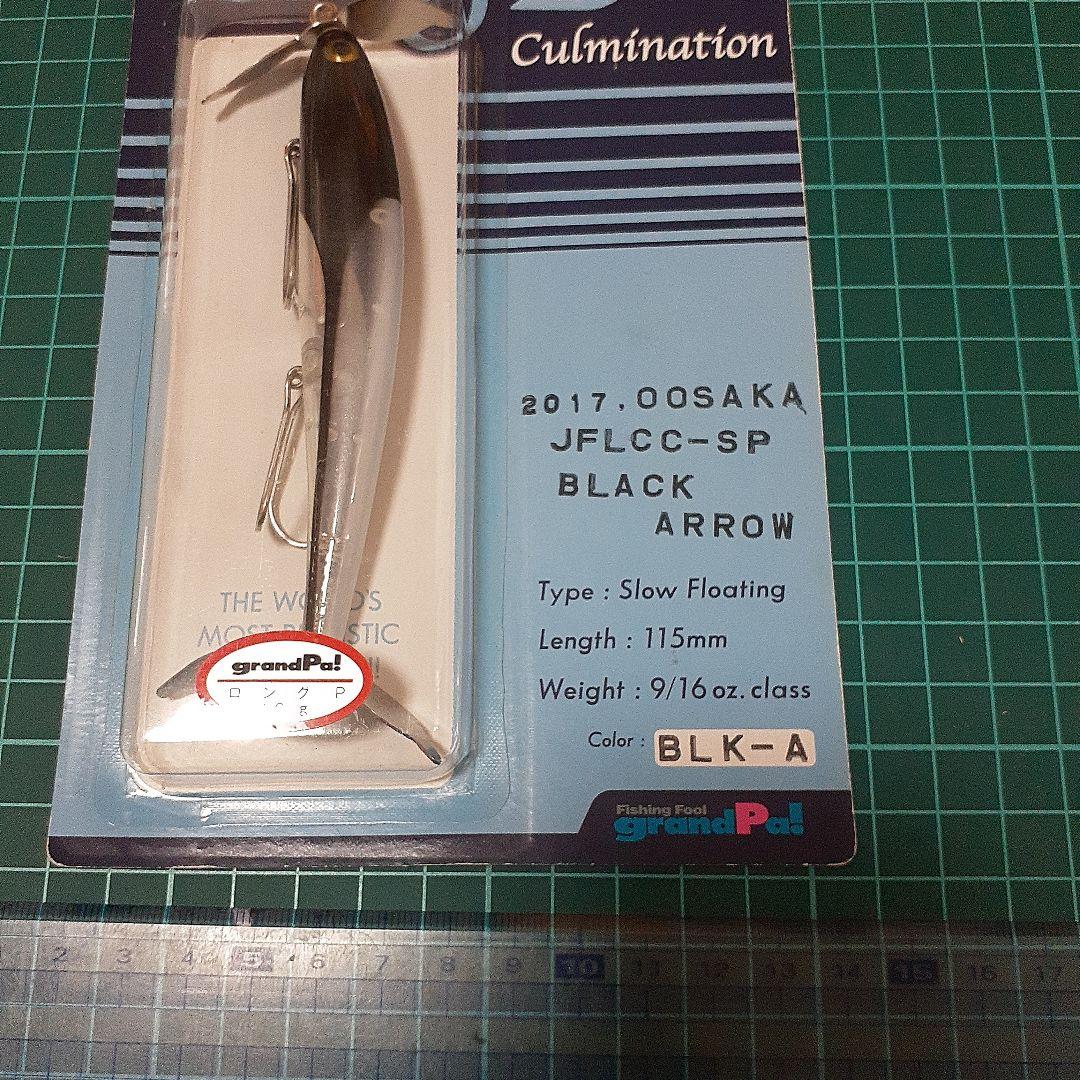 Culmination
2017.OOSAKA
JFLCC-SP
BLACK
ARROW
Type : Slow Floating
Length : 115mm
Weight : 9/16 oz. class
Color : BLK-A
THE
MOST
grandPa!
ロングP
Fishing Fool
grandPa!
2 3 4 5 6 7 8 9 10 11 12 13 14 15 16 17